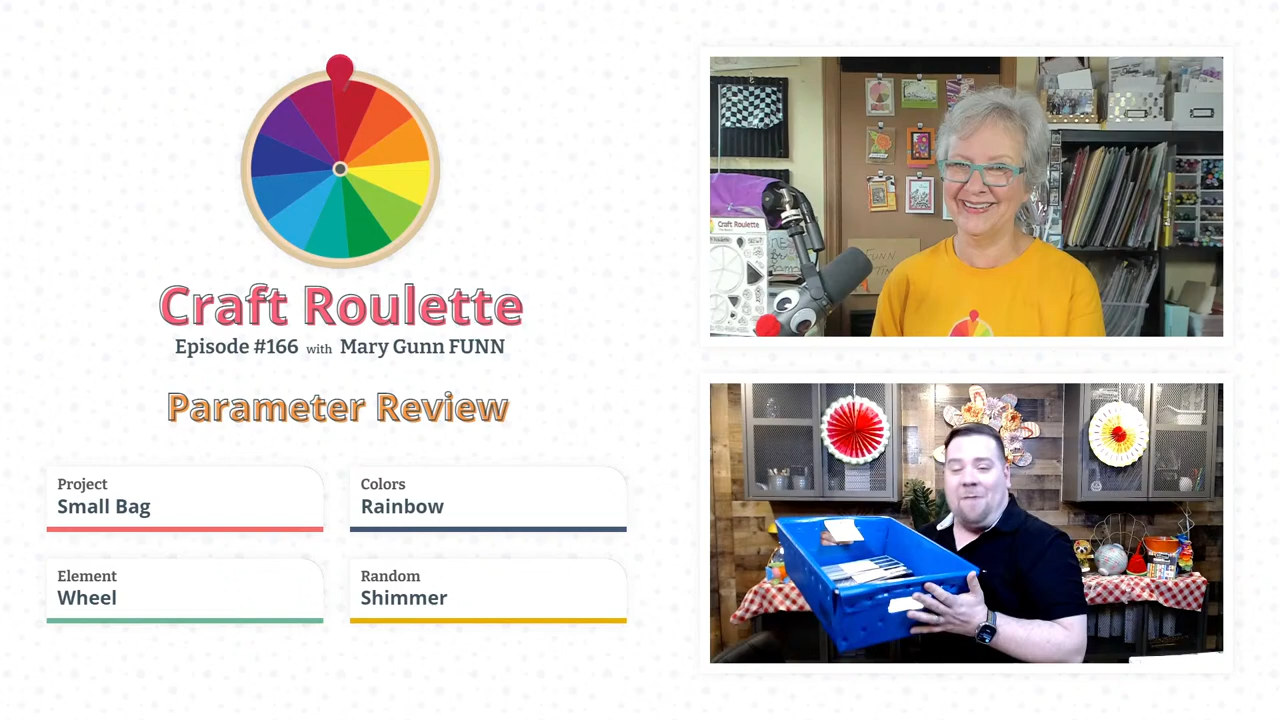 Craft Roulette
Episode #166 with Mary Gunn FUNN
Parameter Review
Project
Small Bag
Colors
Rainbow
Element
Wheel
Random
Shimmer
Craft Roulette